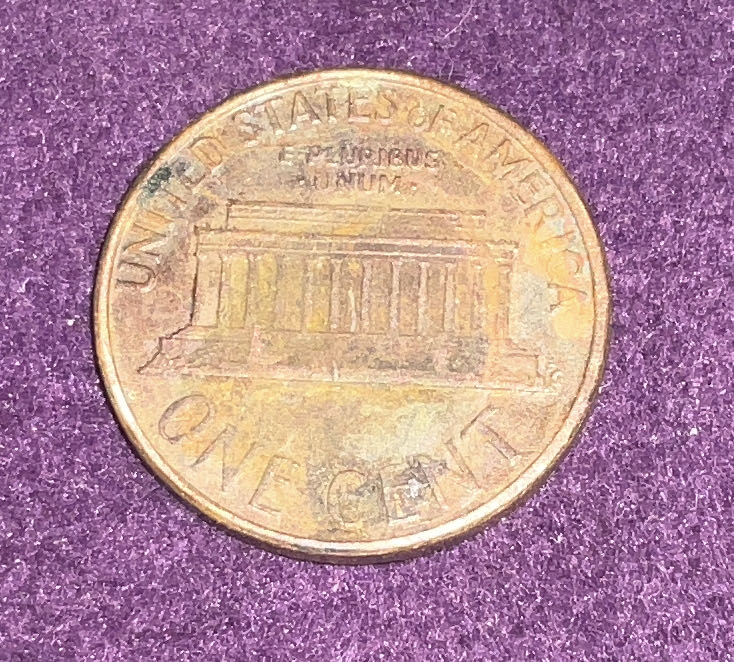 UNITED STATES OF AMERICA
E·PLURIBUS
·UNUM·
ONE CENT